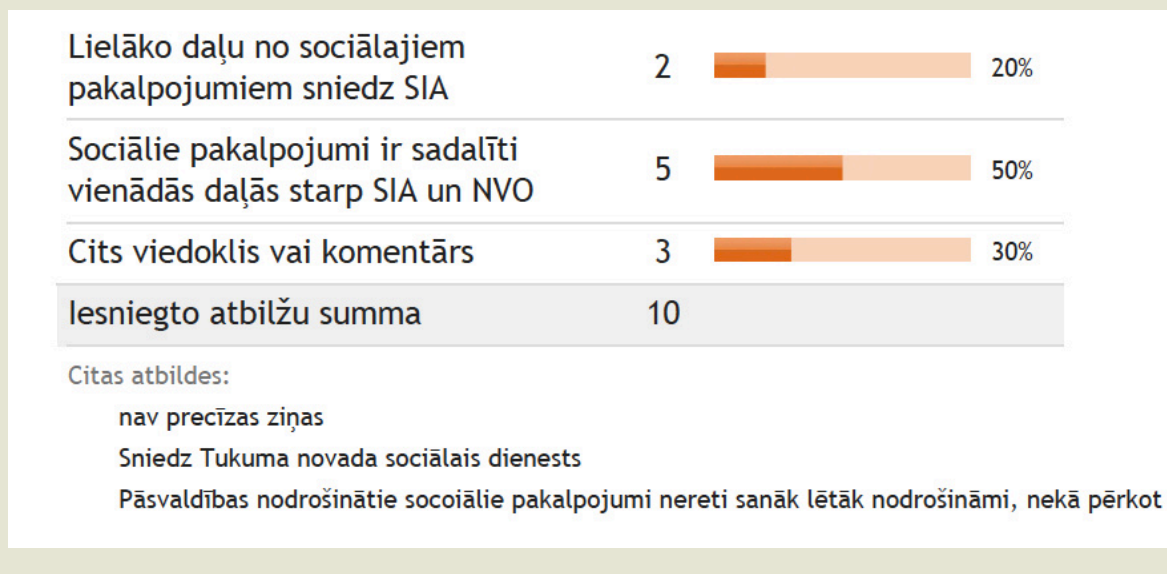 Lielāko daļu no sociālajiem
pakalpojumiem sniedz SIA
2
20%
Sociālie pakalpojumi ir sadalīti
vienādās daļās starp SIA un NVO
5
50%
Cits viedoklis vai komentārs
3
30%
Iesniegto atbilžu summa
10
Citas atbildes:
nav precīzas ziņas
Sniedz Tukuma novada sociālais dienests
Pāsvaldības nodrošinātie socoiālie pakalpojumi nereti sanāk lētāk nodrošināmi, nekā pērkot